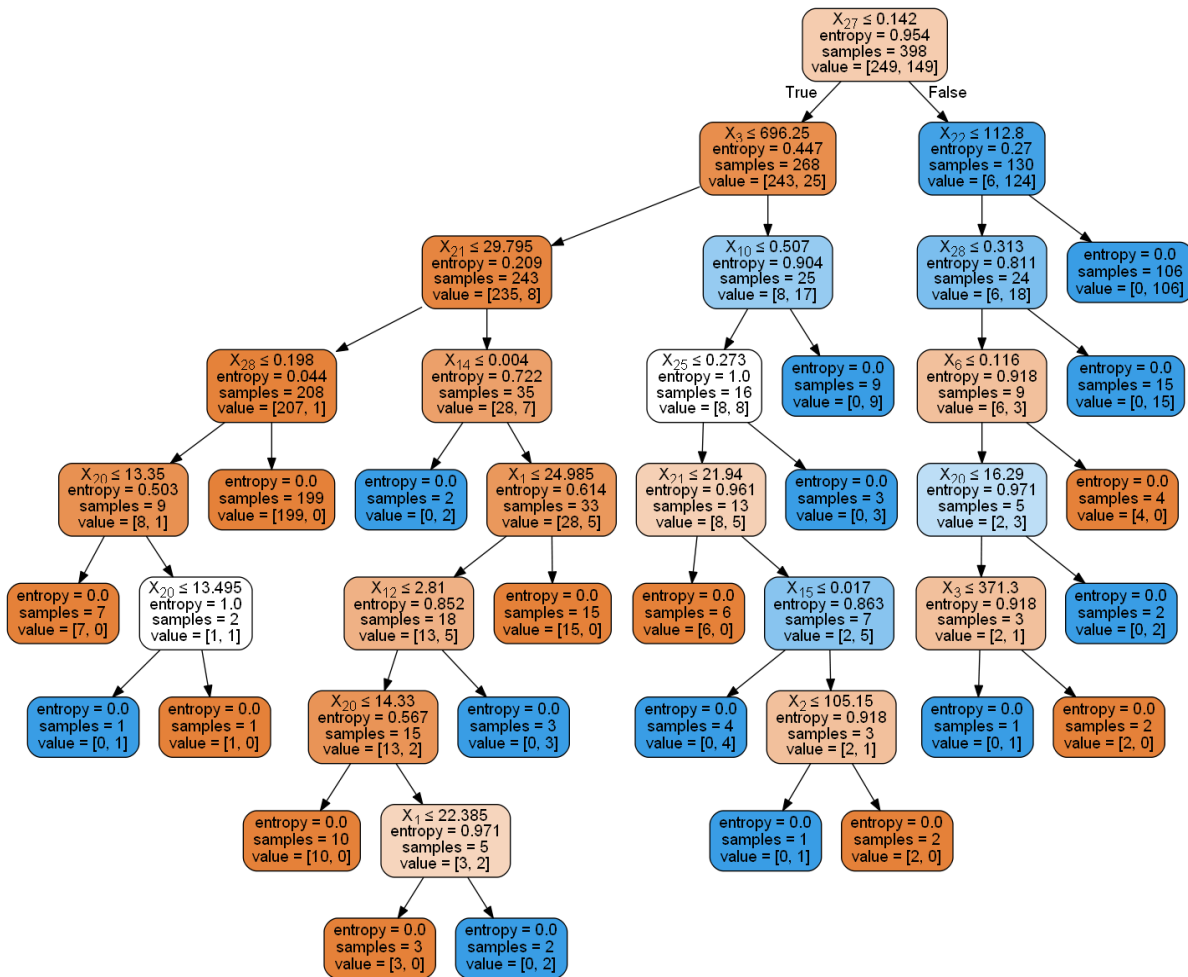 X27 ≤ 0.142
entropy = 0.954
samples = 398
value = [249, 149]
True
False
X3 ≤ 696.25
entropy = 0.447
samples = 268
value = [243, 25]
X22 ≤ 112.8
entropy = 0.27
samples = 130
value = [6, 124]
X21 ≤ 29.795
entropy = 0.209
samples = 243
value = [235, 8]
X10 ≤ 0.507
entropy = 0.904
samples = 25
value = [8, 17]
X28 ≤ 0.313
entropy = 0.811
samples = 24
value = [6, 18]
entropy = 0.0
samples = 106
value = [0, 106]
X28 ≤ 0.198
entropy = 0.044
samples = 208
value = [207, 1]
X14 ≤ 0.004
entropy = 0.722
samples = 35
value = [28, 7]
X25 ≤ 0.273
entropy = 1.0
samples = 16
value = [8, 8]
entropy = 0.0
samples = 9
value = [0, 9]
X6 ≤ 0.116
entropy = 0.918
samples = 9
value = [6, 3]
entropy = 0.0
samples = 15
value = [0, 15]
X20 ≤ 13.35
entropy = 0.503
samples = 9
value = [8, 1]
entropy = 0.0
samples = 199
value = [199, 0]
entropy = 0.0
samples = 2
value = [0, 2]
X1 ≤ 24.985
entropy = 0.614
samples = 33
value = [28, 5]
X21 ≤ 21.94
entropy = 0.961
samples = 13
value = [8, 5]
entropy = 0.0
samples = 3
value = [0, 3]
X20 ≤ 16.29
entropy = 0.971
samples = 5
value = [2, 3]
entropy = 0.0
samples = 4
value = [4, 0]
entropy = 0.0
samples = 7
value = [7, 0]
X20 ≤ 13.495
entropy = 1.0
samples = 2
value = [1, 1]
X12 ≤ 2.81
entropy = 0.852
samples = 18
value = [13, 5]
entropy = 0.0
samples = 15
value = [15, 0]
entropy = 0.0
samples = 6
value = [6, 0]
X15 ≤ 0.017
entropy = 0.863
samples = 7
value = [2, 5]
X3 ≤ 371.3
entropy = 0.918
samples = 3
value = [2, 1]
entropy = 0.0
samples = 2
value = [0, 2]
entropy = 0.0
samples = 1
value = [0, 1]
entropy = 0.0
samples = 1
value = [1, 0]
X20 ≤ 14.33
entropy = 0.567
samples = 15
value = [13, 2]
entropy = 0.0
samples = 3
value = [0, 3]
entropy = 0.0
samples = 4
value = [0, 4]
X2 ≤ 105.15
entropy = 0.918
samples = 3
value = [2, 1]
entropy = 0.0
samples = 1
value = [0, 1]
entropy = 0.0
samples = 2
value = [2, 0]
entropy = 0.0
samples = 10
value = [10, 0]
X1 ≤ 22.385
entropy = 0.971
samples = 5
value = [3, 2]
entropy = 0.0
samples = 1
value = [0, 1]
entropy = 0.0
samples = 2
value = [2, 0]
entropy = 0.0
samples = 3
value = [3, 0]
entropy = 0.0
samples = 2
value = [0, 2]